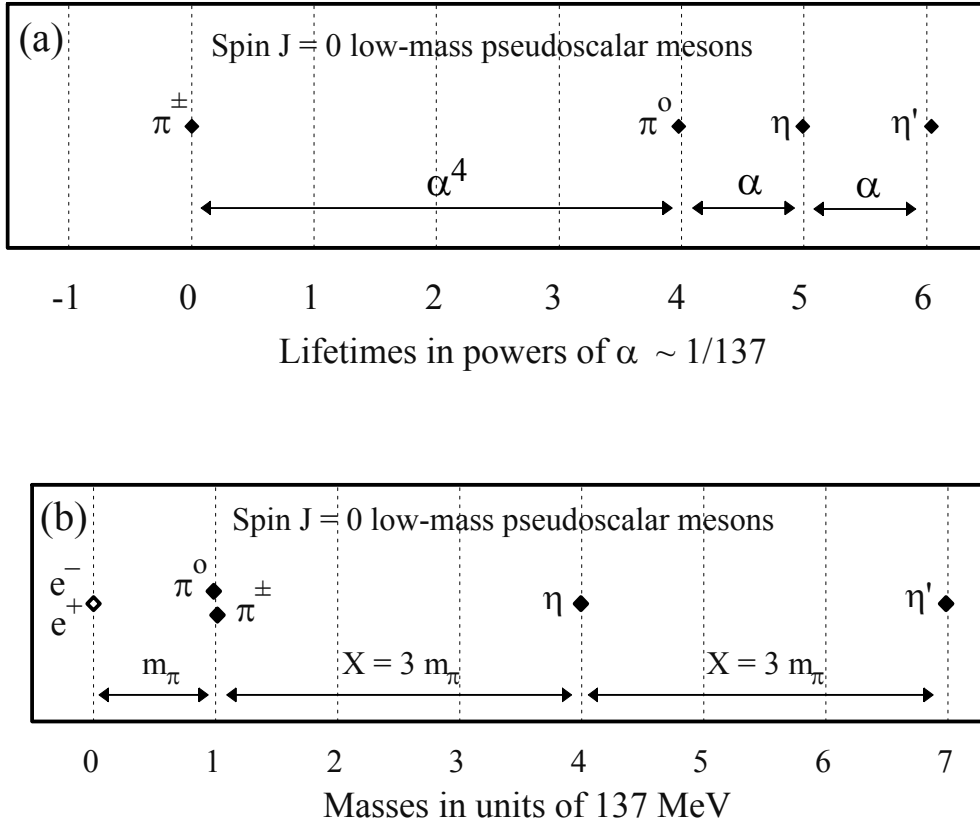 (a)
Spin J = 0 low-mass pseudoscalar mesons
π± πo η η'
α4 α α
-1 0 1 2 3 4 5 6
Lifetimes in powers of α ~ 1/137
(b)
Spin J = 0 low-mass pseudoscalar mesons
e−
e+
πo
π±
η η'
mπ X = 3 mπ X = 3 mπ
0 1 2 3 4 5 6 7
Masses in units of 137 MeV